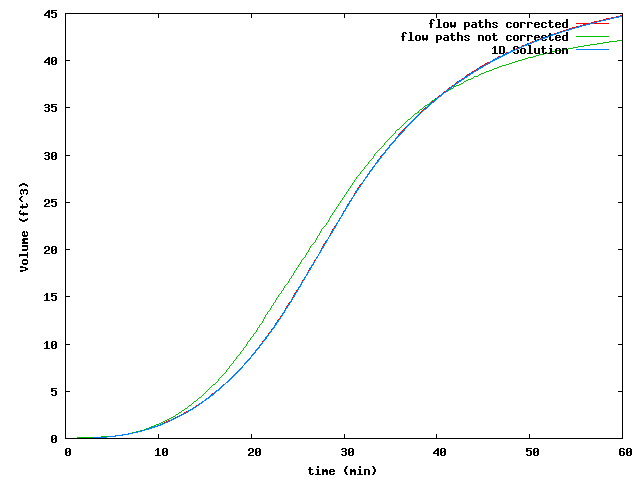 45
40
35
30
25
20
15
10
5
0
Volume (ft^3)
flow paths corrected
flow paths not corrected
1D Solution
0 10 20 30 40 50 60
time (min)